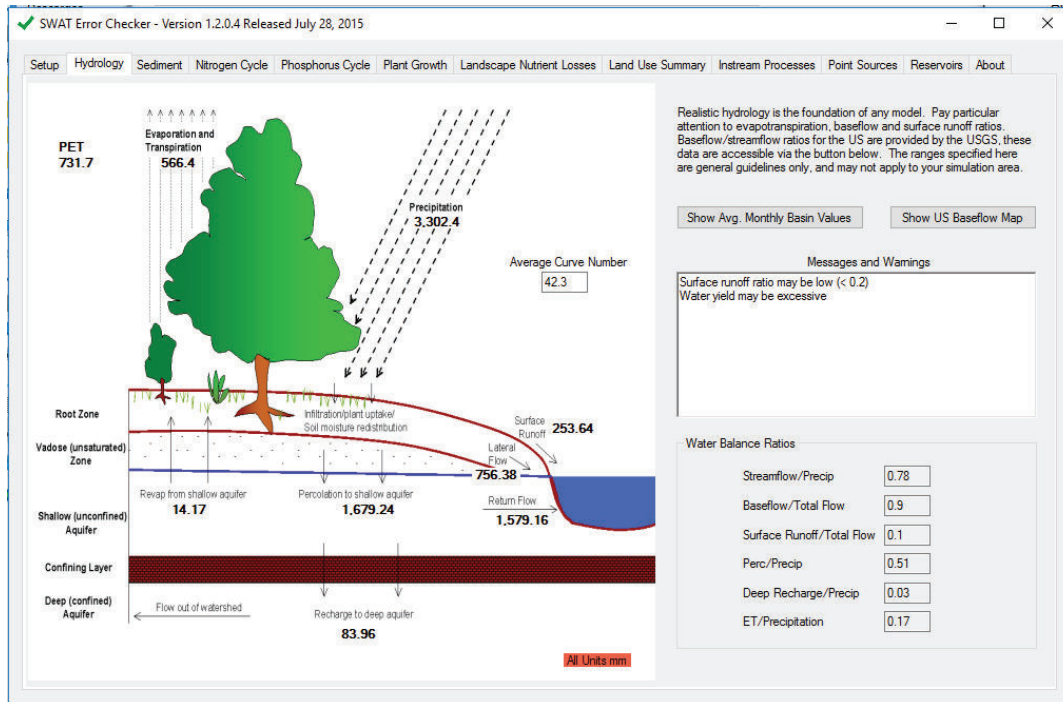 SWAT Error Checker - Version 1.2.0.4 Released July 28, 2015
Setup Hydrology Sediment Nitrogen Cycle Phosphorus Cycle Plant Growth Landscape Nutrient Losses Land Use Summary Instream Processes Point Sources Reservoirs About
PET
731.7
Evaporation and
Transpiration
566.4
Precipitation
3,302.4
Average Curve Number
42.3
Root Zone
Infiltration/plant uptake/
Soil moisture redistribution
Surface
Runoff
253.64
Vadose (unsaturated)
Zone
Lateral
Flow
756.38
Revap from shallow aquifer
14.17
Percolation to shallow aquifer
1,679.24
Return Flow
1,579.16
Shallow (unconfined)
Aquifer
Confining Layer
Deep (confined)
Aquifer
Flow out of watershed
Recharge to deep aquifer
83.96
All Units mm
Realistic hydrology is the foundation of any model. Pay particular
attention to evapotranspiration, baseflow and surface runoff ratios.
Baseflow/streamflow ratios for the US are provided by the USGS, these
data are accessible via the button below. The ranges specified here
are general guidelines only, and may not apply to your simulation area.
Show Avg. Monthly Basin Values
Show US Baseflow Map
Messages and Warnings
Surface runoff ratio may be low (< 0.2)
Water yield may be excessive
Water Balance Ratios
Streamflow/Precip 0.78
Baseflow/Total Flow 0.9
Surface Runoff/Total Flow 0.1
Perc/Precip 0.51
Deep Recharge/Precip 0.03
ET/Precipitation 0.17